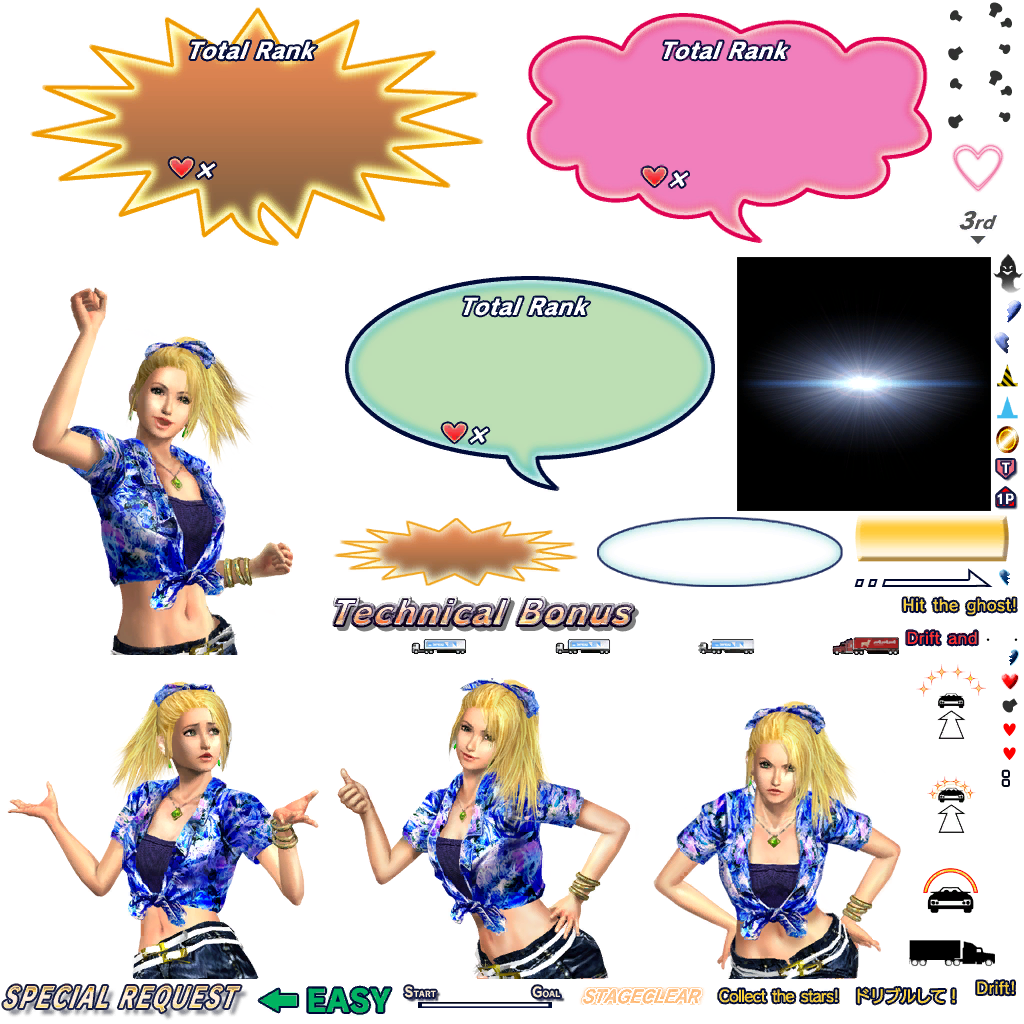 Total Rank
Total Rank
×
×
3rd
Total Rank
×
T
1P
Hit the ghost!
Technical Bonus
Drift and
SPECIAL REQUEST
EASY
START
GOAL
STAGECLEAR
Collect the stars!
ドリブルして！
Drift!